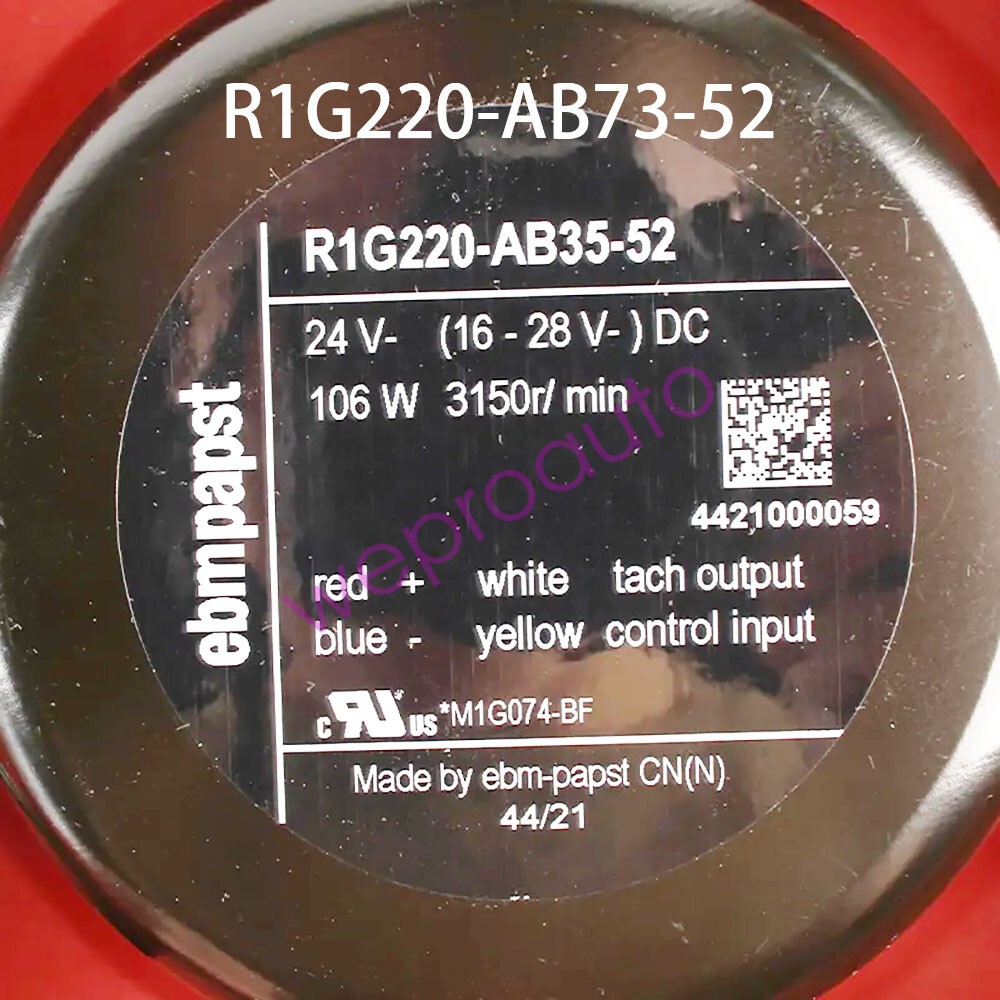 R1G220-AB73-52
R1G220-AB35-52
24 V- (16 - 28 V- ) DC
106 W 3150r/ min
4421000059
ebmpapst
weproauto
red + white tach output
blue - yellow control input
c RU US *M1G074-BF
Made by ebm-papst CN(N)
44/21